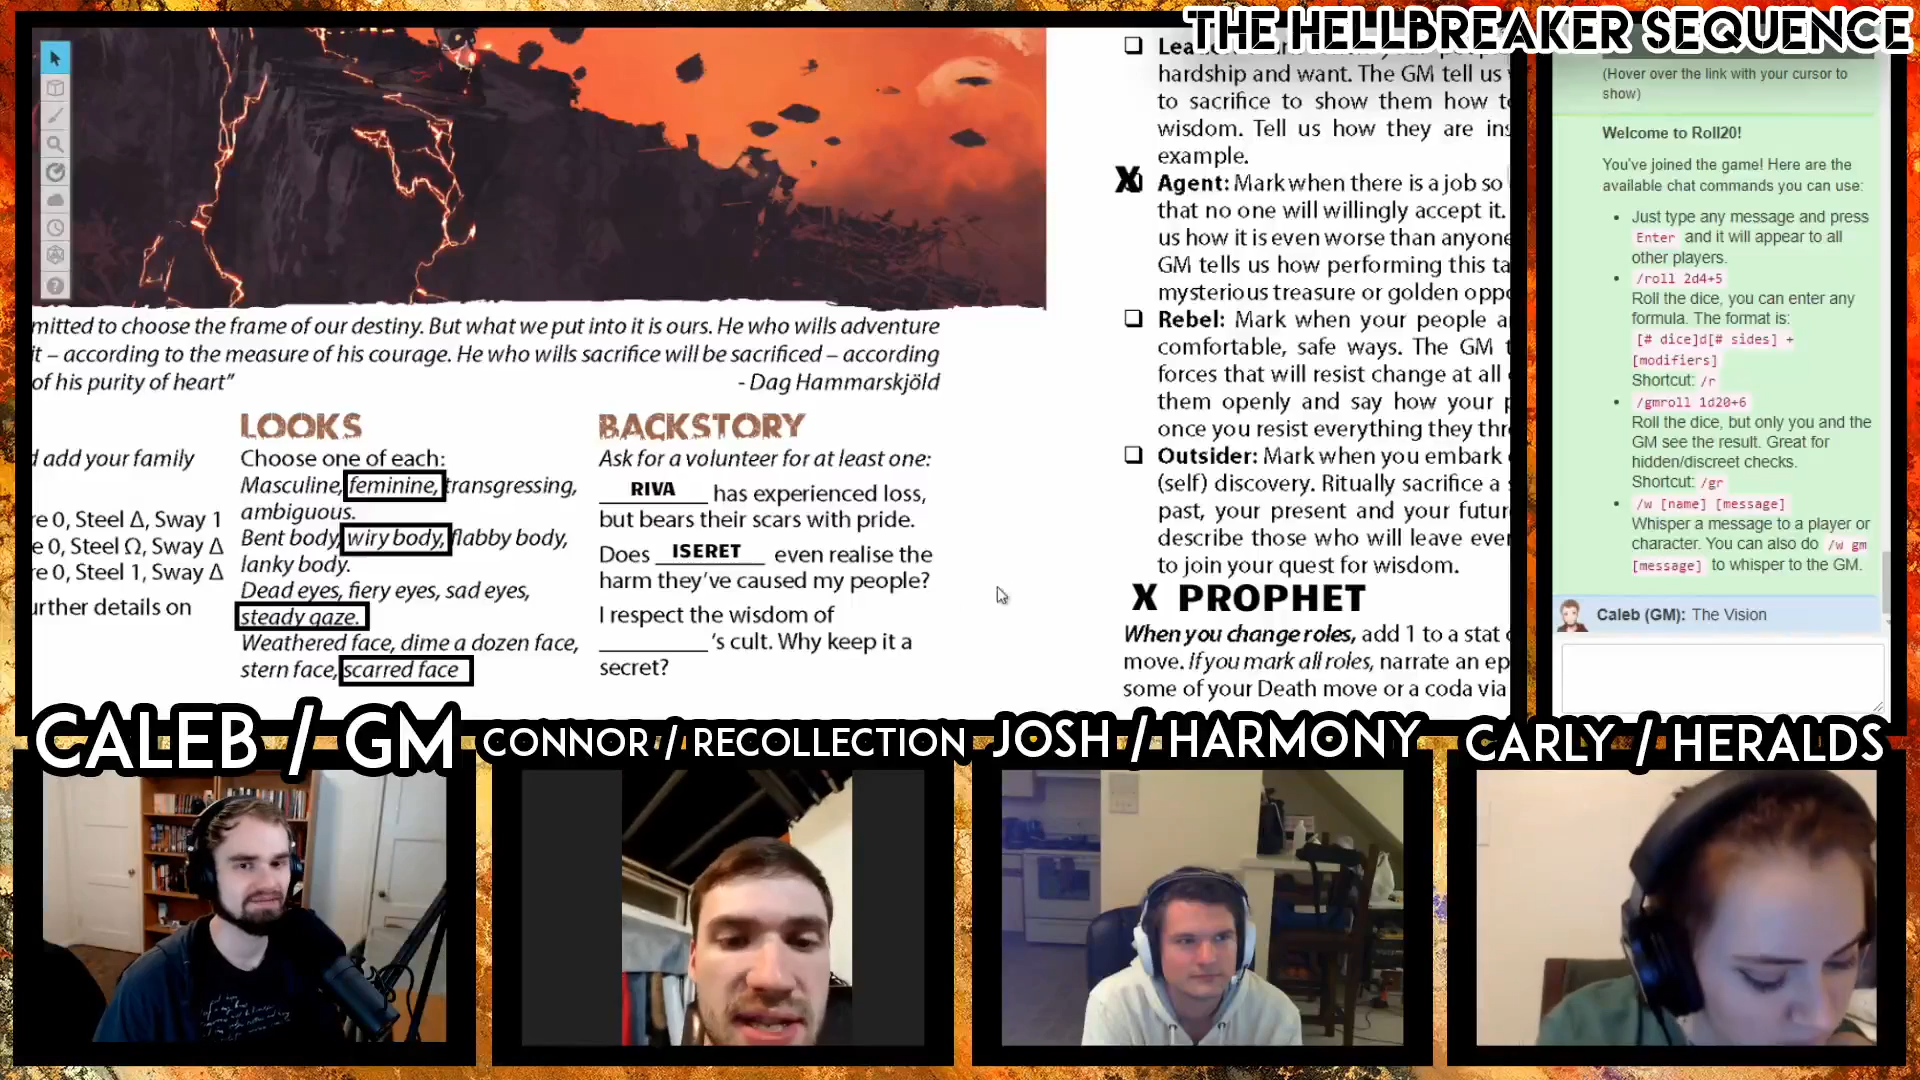 THE HELLBREAKER SEQUENCE
mitted to choose the frame of our destiny. But what we put into it is ours. He who wills adventure
it – according to the measure of his courage. He who wills sacrifice will be sacrificed – according
of his purity of heart”
- Dag Hammarskjöld
d add your family
re 0, Steel Δ, Sway 1
e 0, Steel Ω, Sway Δ
re 0, Steel 1, Sway Δ
urther details on
LOOKS
Choose one of each:
Masculine, feminine, transgressing,
ambiguous.
Bent body, wiry body, flabby body,
lanky body.
Dead eyes, fiery eyes, sad eyes,
steady gaze.
Weathered face, dime a dozen face,
stern face, scarred face
BACKSTORY
Ask for a volunteer for at least one:
RIVA has experienced loss,
but bears their scars with pride.
Does ISERET even realise the
harm they’ve caused my people?
I respect the wisdom of
________’s cult. Why keep it a
secret?
hardship and want. The GM tell us
to sacrifice to show them how
wisdom. Tell us how they are ins
example.
X Agent: Mark when there is a job so
that no one will willingly accept it.
us how it is even worse than anyone
GM tells us how performing this ta
mysterious treasure or golden oppo
Rebel: Mark when your people a
comfortable, safe ways. The GM t
forces that will resist change at all
them openly and say how your p
once you resist everything they thr
Outsider: Mark when you embark
(self) discovery. Ritually sacrifice a s
past, your present and your futur
describe those who will leave ever
to join your quest for wisdom.
X PROPHET
When you change roles, add 1 to a stat
move. if you mark all roles, narrate an ep
some of your Death move or a coda via
(Hover over the link with your cursor to
show)
Welcome to Roll20!
You've joined the game! Here are the
available chat commands you can use:
• Just type any message and press
Enter and it will appear to all
other players.
• /roll 2d4+5
Roll the dice, you can enter any
formula. The format is:
[# dice]d[# sides] +
[modifiers]
Shortcut: /r
• /gmroll 1d20+6
Roll the dice, but only you and the
GM see the result. Great for
hidden/discreet checks.
Shortcut: /gr
• /w [name] [message]
Whisper a message to a player or
character. You can also do /w gm
[message] to whisper to the GM.
Caleb (GM): The Vision
CALEB / GM
CONNOR / RECOLLECTION
JOSH / HARMONY
CARLY / HERALDS